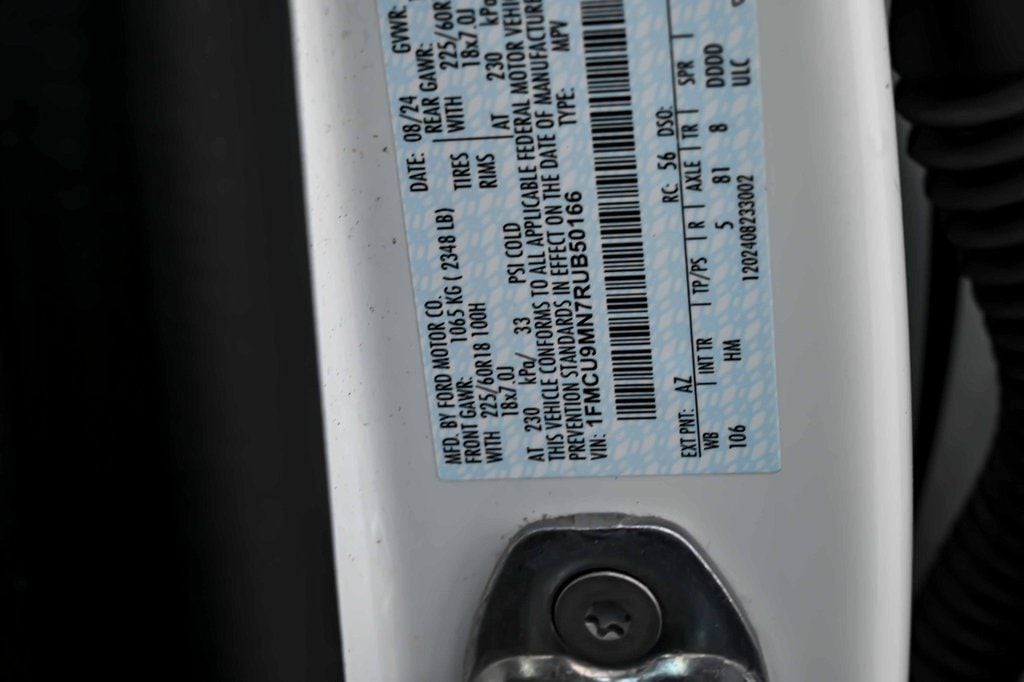 MFD. BY FORD MOTOR CO.
DATE: 08/24 GVWR:
FRONT GAWR: 1065 KG ( 2348 LB) REAR GAWR:
WITH 225/60R18 100H TIRES WITH 225/60R
18x7.0J RIMS 18x7.0J
AT 230 kPa/ 33 PSI COLD AT 230 kPa
THIS VEHICLE CONFORMS TO ALL APPLICABLE FEDERAL MOTOR VEHI
PREVENTION STANDARDS IN EFFECT ON THE DATE OF MANUFACTURE
VIN: 1FMCU9MN7RUB50166 TYPE: MPV
EXT PNT: AZ RC: 56 DSO:
WB INT TR TP/PS R AXLE TR SPR
106 HM 5 81 8 DDDD
1202408233002 ULC